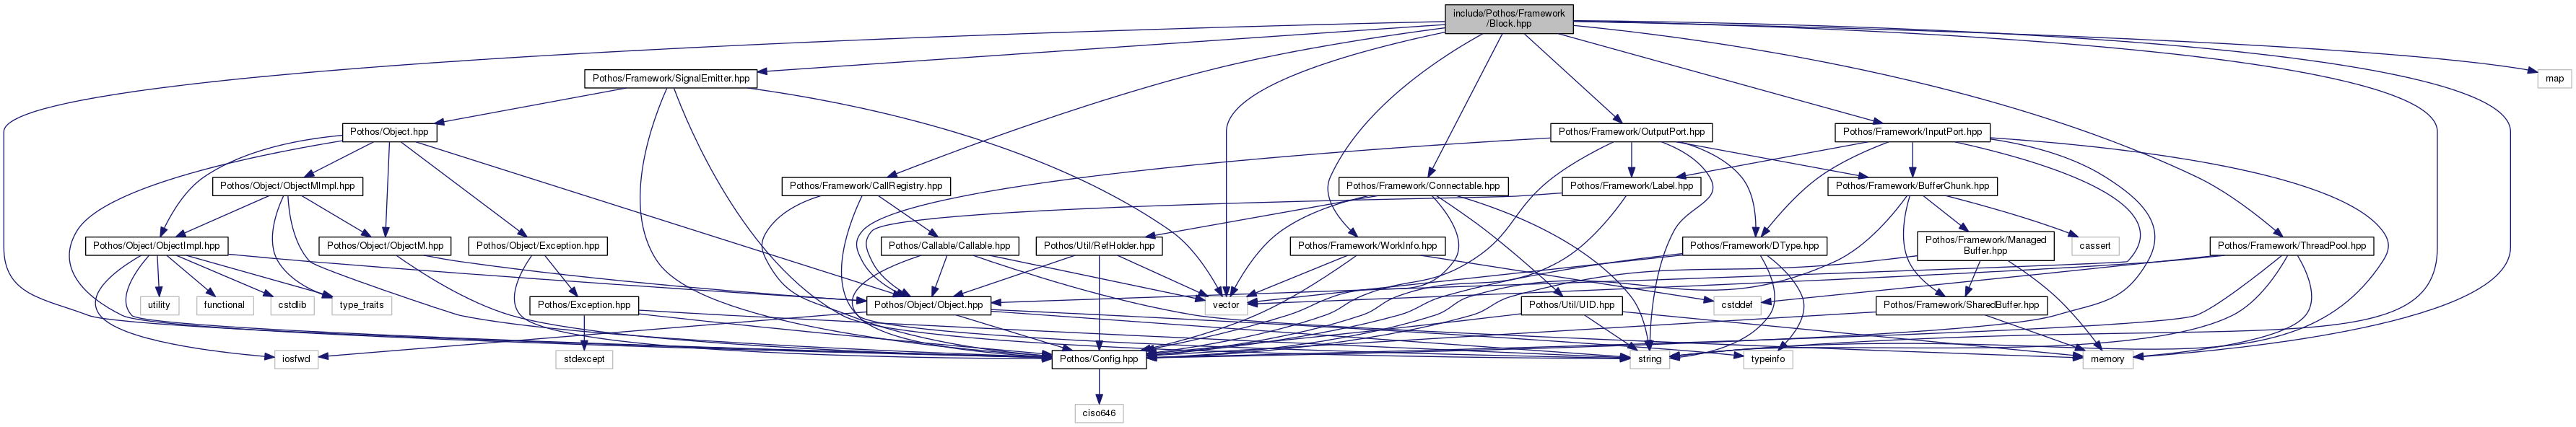 include/Pothos/Framework
/Block.hpp
Pothos/Framework/SignalEmitter.hpp
map
Pothos/Object.hpp
Pothos/Framework/OutputPort.hpp
Pothos/Framework/InputPort.hpp
Pothos/Object/ObjectMImpl.hpp
Pothos/Framework/CallRegistry.hpp
Pothos/Framework/Connectable.hpp
Pothos/Framework/Label.hpp
Pothos/Framework/BufferChunk.hpp
Pothos/Object/ObjectImpl.hpp
Pothos/Object/ObjectM.hpp
Pothos/Object/Exception.hpp
Pothos/Callable/Callable.hpp
Pothos/Util/RefHolder.hpp
Pothos/Framework/WorkInfo.hpp
Pothos/Framework/DType.hpp
Pothos/Framework/Managed
Buffer.hpp
cassert
Pothos/Framework/ThreadPool.hpp
utility
functional
cstdlib
type_traits
Pothos/Exception.hpp
Pothos/Object/Object.hpp
vector
Pothos/Util/UID.hpp
cstddef
Pothos/Framework/SharedBuffer.hpp
iosfwd
stdexcept
Pothos/Config.hpp
string
typeinfo
memory
ciso646